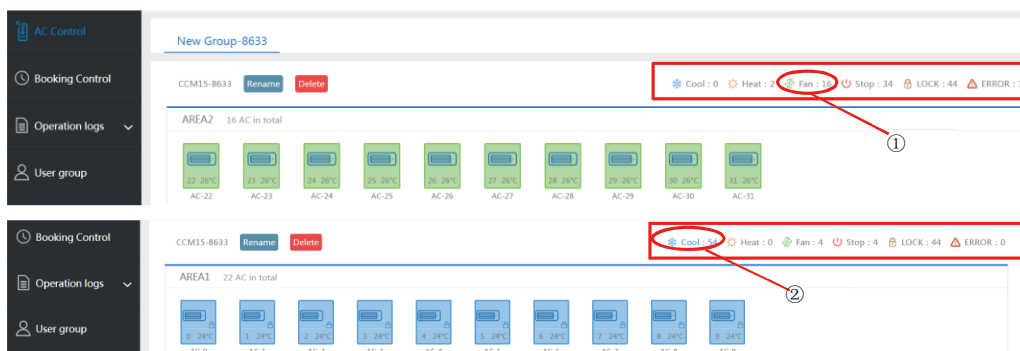 AC Control
New Group-8633
Booking Control
CCM15-8633 Rename Delete Cool : 0 Heat : 2 Fan : 16 Stop : 34 LOCK : 44 ERROR :
Operation logs
AREA2 16 AC in total
①
User group
22 26°C 23 26°C 24 26°C 25 26°C 26 26°C 27 26°C 28 26°C 29 26°C 30 26°C 31 26°C
AC-22 AC-23 AC-24 AC-25 AC-26 AC-27 AC-28 AC-29 AC-30 AC-31
Booking Control
CCM15-8633 Rename Delete Cool : 54 Heat : 0 Fan : 4 Stop : 4 LOCK : 44 ERROR : 0
Operation logs
AREA1 22 AC in total
②
User group
0 24°C 1 24°C 2 24°C 3 24°C 4 24°C 5 24°C 6 24°C 7 24°C 8 24°C 9 24°C